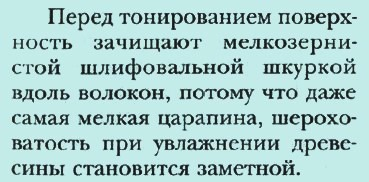 Перед тонированием поверх-
ность зачищают мелкозерни-
стой шлифовальной шкуркой
вдоль волокон, потому что даже
самая мелкая царапина, шерохо-
ватость при увлажнении древе-
сины становится заметной.